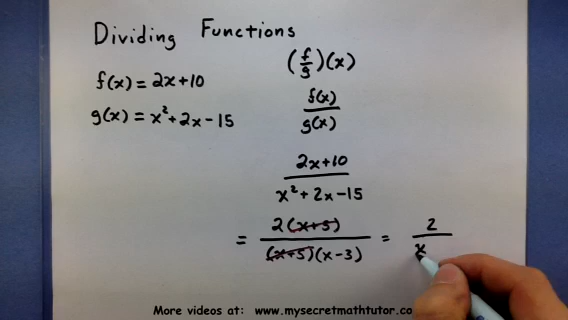 Dividing Functions
f(x) = 2x+10
g(x) = x² + 2x - 15
(f/g)(x)
f(x)
g(x)
2x+10
x² + 2x - 15
= 2(x+5) / (x+5)(x-3) = 2 / x
More videos at: www.mysecretmathtutor.co